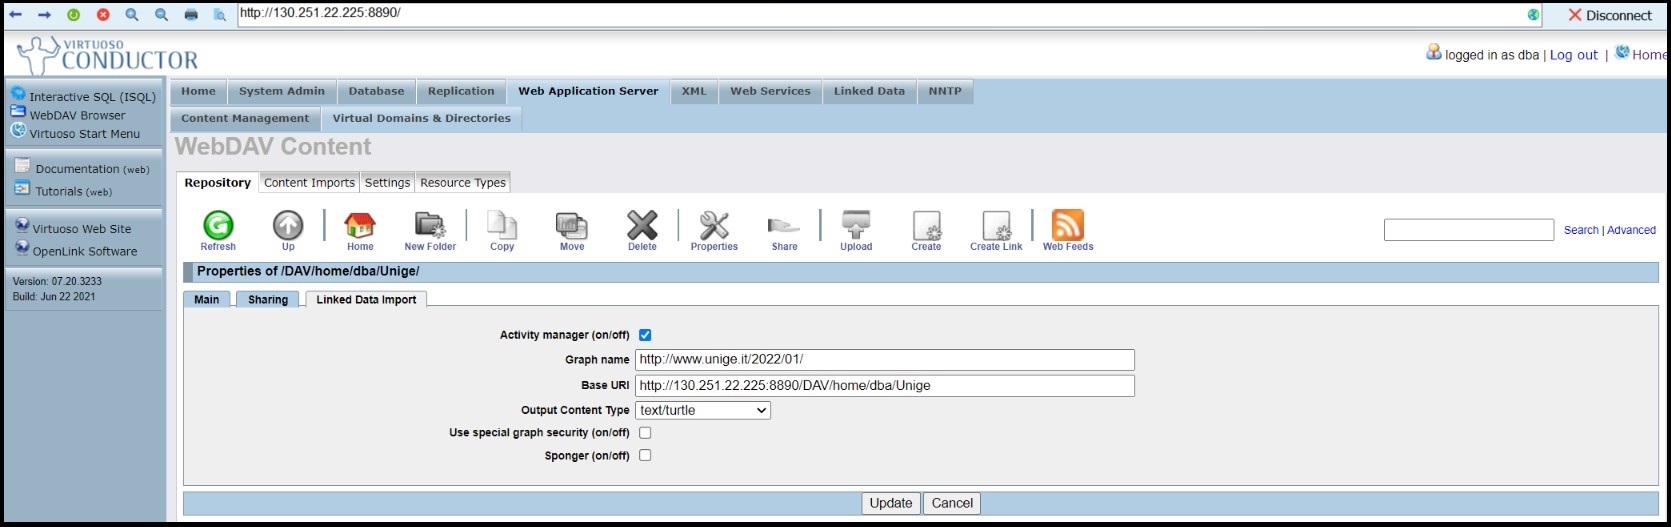 http://130.251.22.225:8890/
Disconnect
VIRTUOSO
CONDUCTOR
logged in as dba | Log out | Home
Interactive SQL (ISQL)
WebDAV Browser
Virtuoso Start Menu
Documentation (web)
Tutorials (web)
Virtuoso Web Site
OpenLink Software
Version: 07.20.3233
Build: Jun 22 2021
Home System Admin Database Replication Web Application Server XML Web Services Linked Data NNTP
Content Management Virtual Domains & Directories
WebDAV Content
Repository Content Imports Settings Resource Types
Refresh Up Home New Folder Copy Move Delete Properties Share Upload Create Create Link Web Feeds
Search | Advanced
Properties of /DAV/home/dba/Unige/
Main Sharing Linked Data Import
Activity manager (on/off)
Graph name http://www.unige.it/2022/01/
Base URI http://130.251.22.225:8890/DAV/home/dba/Unige
Output Content Type text/turtle
Use special graph security (on/off)
Sponger (on/off)
Update Cancel